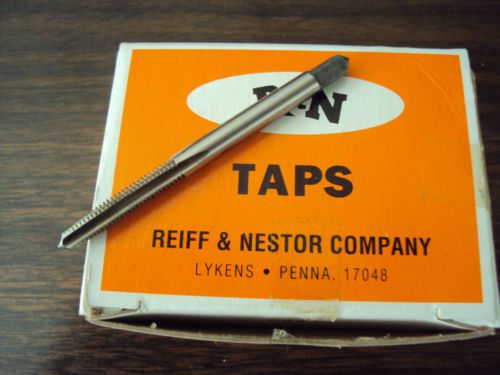 R&N
TAPS
REIFF & NESTOR COMPANY
LYKENS • PENNA. 17048